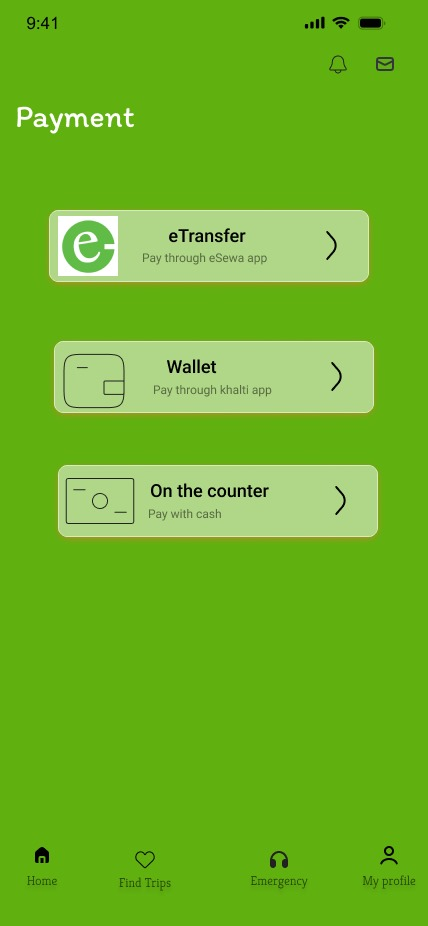 9:41
Payment
e
eTransfer
Pay through eSewa app
Wallet
Pay through khalti app
On the counter
Pay with cash
Home
Find Trips
Emergency
My profile